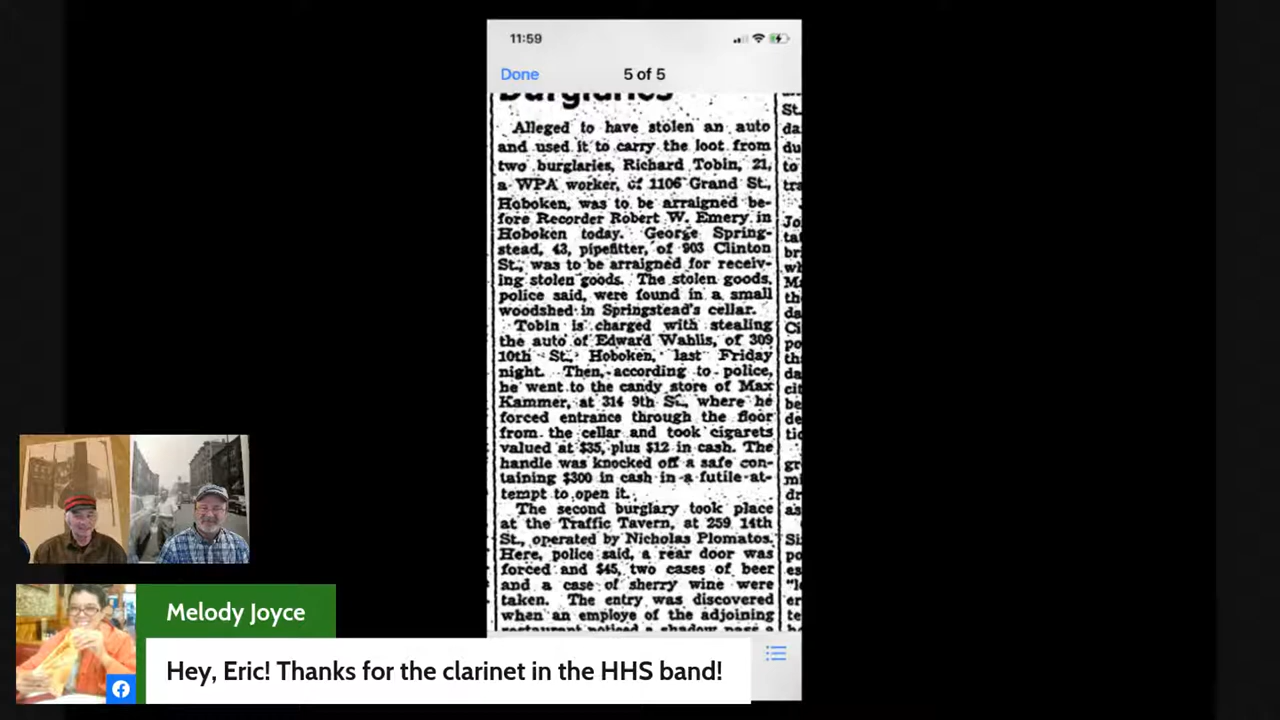 11:59
Done
5 of 5
Burglaries
Alleged to have stolen an auto
and used it to carry the loot from
two burglaries, Richard Tobin, 21,
a WPA worker, of 1106 Grand St.,
Hoboken, was to be arraigned be-
fore Recorder Robert W. Emery in
Hoboken today. George Spring-
stead, 43, pipefitter, of 903 Clinton
St., was to be arraigned for receiv-
ing stolen goods. The stolen goods,
police said, were found in a small
woodshed in Springstead's cellar.
Tobin is charged with stealing
the auto of Edward Wahlis, of 309
10th St., Hoboken, last Friday
night. Then, according to police,
he went to the candy store of Max
Kammer, at 314 9th St., where he
forced entrance through the floor
from the cellar and took cigarets
valued at $35, plus $12 in cash. The
handle was knocked off a safe con-
taining $300 in cash in a futile at-
tempt to open it.
The second burglary took place
at the Traffic Tavern, at 259 14th
St., operated by Nicholas Plomatos.
Here, police said, a rear door was
forced and $45, two cases of beer
and a case of sherry wine were
taken. The entry was discovered
when an employe of the adjoining
restaurant noticed a shadow pass a
Melody Joyce
Hey, Eric! Thanks for the clarinet in the HHS band!